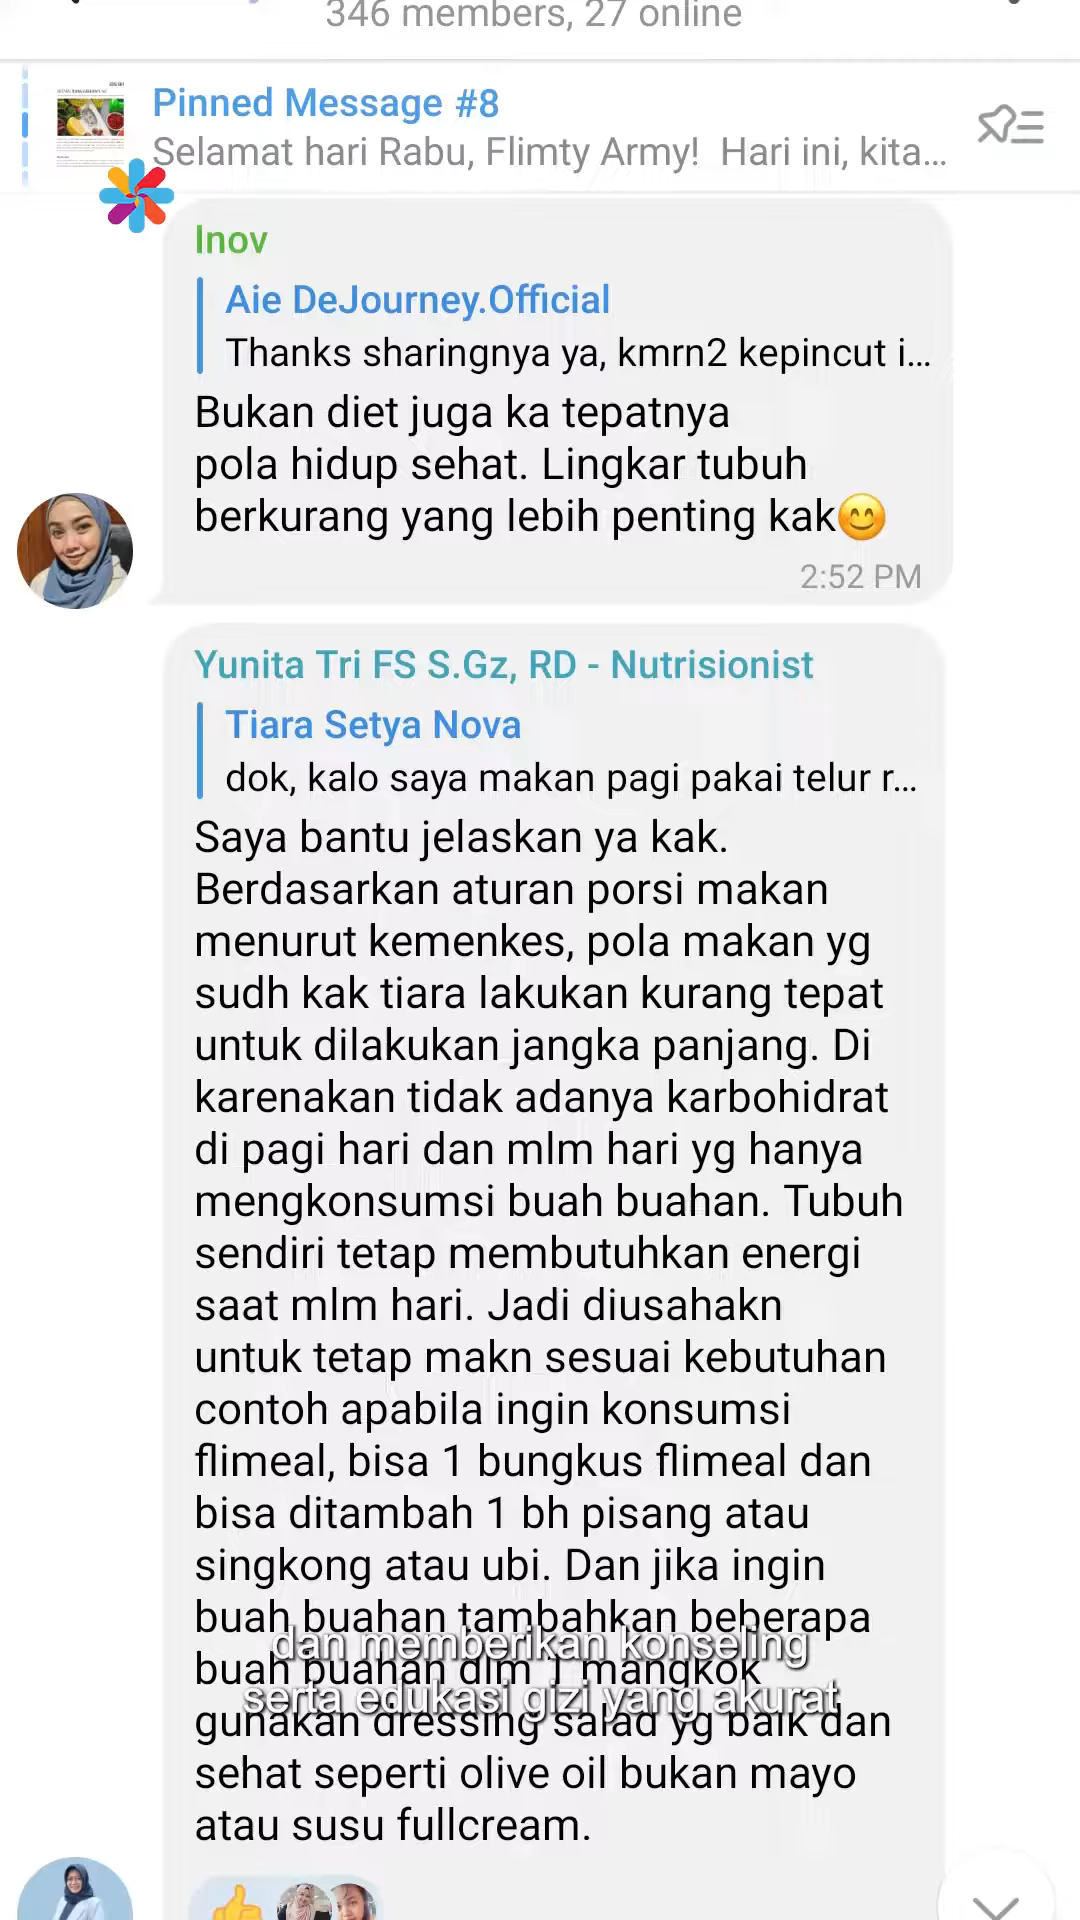 346 members, 27 online
Pinned Message #8
Selamat hari Rabu, Flimty Army! Hari ini, kita...
Inov
Aie DeJourney.Official
Thanks sharingnya ya, kmrn2 kepincut i...
Bukan diet juga ka tepatnya
pola hidup sehat. Lingkar tubuh
berkurang yang lebih penting kak😊
2:52 PM
Yunita Tri FS S.Gz, RD - Nutrisionist
Tiara Setya Nova
dok, kalo saya makan pagi pakai telur r...
Saya bantu jelaskan ya kak.
Berdasarkan aturan porsi makan
menurut kemenkes, pola makan yg
sudh kak tiara lakukan kurang tepat
untuk dilakukan jangka panjang. Di
karenakan tidak adanya karbohidrat
di pagi hari dan mlm hari yg hanya
mengkonsumsi buah buahan. Tubuh
sendiri tetap membutuhkan energi
saat mlm hari. Jadi diusahakn
untuk tetap makn sesuai kebutuhan
contoh apabila ingin konsumsi
flimeal, bisa 1 bungkus flimeal dan
bisa ditambah 1 bh pisang atau
singkong atau ubi. Dan jika ingin
buah buahan tambahkan beberapa
buah buahan dlm 1 mangkok
gunakan dressing salad yg baik dan
sehat seperti olive oil bukan mayo
atau susu fullcream.
dan memberikan konseling
serta edukasi gizi yang akurat